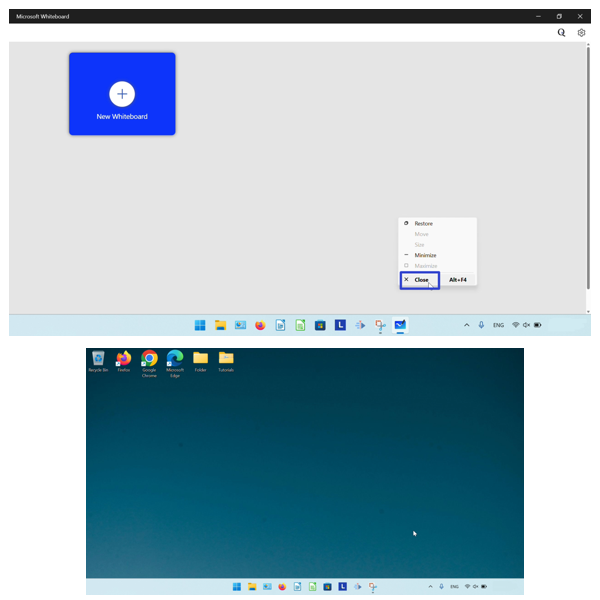 Microsoft Whiteboard
New Whiteboard
Restore
Move
Size
Minimize
Maximize
Close Alt+F4
ENG
Recycle Bin
Firefox
Google Chrome
Microsoft Edge
Folder
Tutorials
ENG